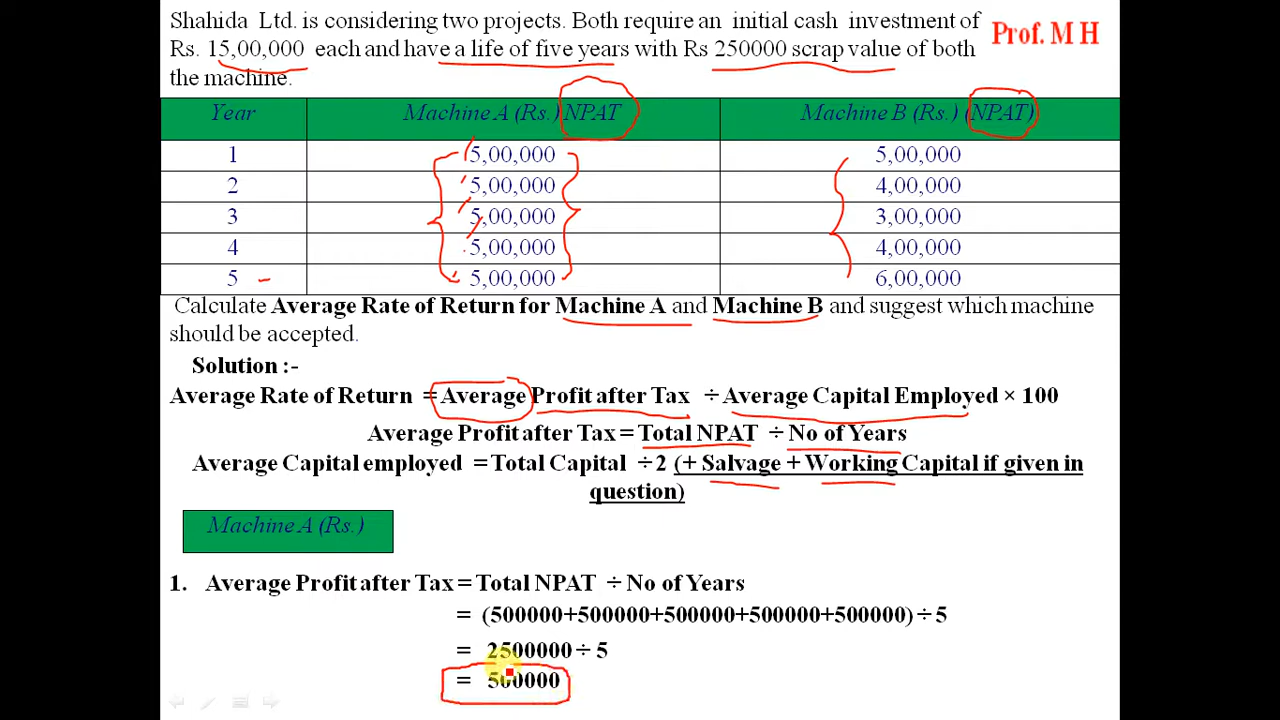 Shahida Ltd. is considering two projects. Both require an initial cash investment of
Rs. 15,00,000 each and have a life of five years with Rs 250000 scrap value of both
the machine.
Prof. M H
Year Machine A (Rs.) NPAT Machine B (Rs.) (NPAT)
1 5,00,000 5,00,000
2 5,00,000 4,00,000
3 5,00,000 3,00,000
4 5,00,000 4,00,000
5 5,00,000 6,00,000
Calculate Average Rate of Return for Machine A and Machine B and suggest which machine
should be accepted.
Solution :-
Average Rate of Return = Average Profit after Tax ÷ Average Capital Employed × 100
Average Profit after Tax = Total NPAT ÷ No of Years
Average Capital employed = Total Capital ÷ 2 (+ Salvage + Working Capital if given in
question)
Machine A (Rs.)
1. Average Profit after Tax = Total NPAT ÷ No of Years
= (500000+500000+500000+500000+500000) ÷ 5
= 2500000 ÷ 5
= 500000